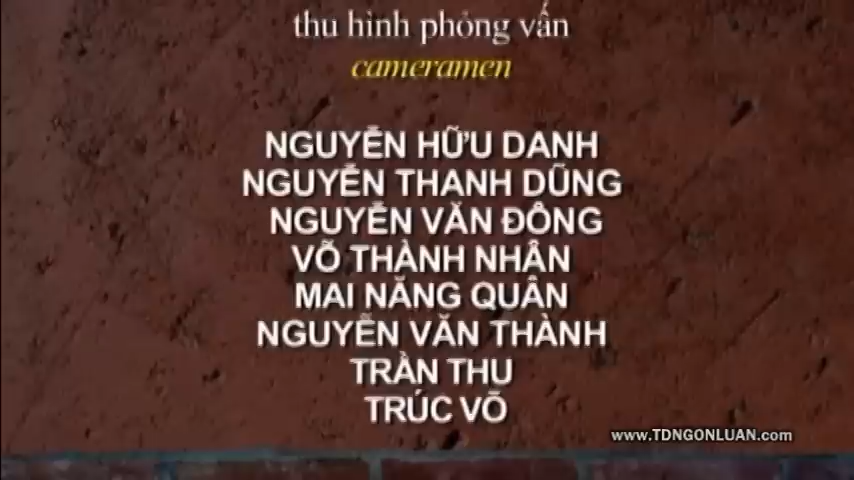 thu hình phỏng vấn
cameramen
NGUYỄN HỮU DANH
NGUYỄN THANH DŨNG
NGUYỄN VĂN ĐÔNG
VÕ THÀNH NHÂN
MAI NĂNG QUÂN
NGUYỄN VĂN THÀNH
TRẦN THU
TRÚC VÕ
www.TDNGONLUAN.com